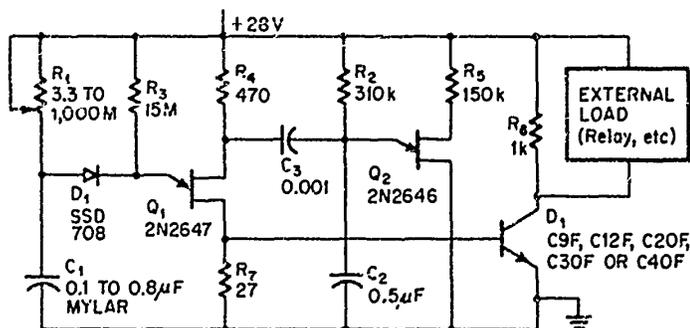 +28V
R1
3.3 TO
1,000M
R3
15M
R4
470
R2
310k
R5
150k
EXTERNAL
LOAD
(Relay, etc)
R8
1k
C3
0.001
Q2
2N2646
D1
SSD
708
Q1
2N2647
D1
C9F, C12F, C20F,
C30F OR C40F
C1
0.1 TO 0.8µF
MYLAR
R7
27
C2
0.5µF